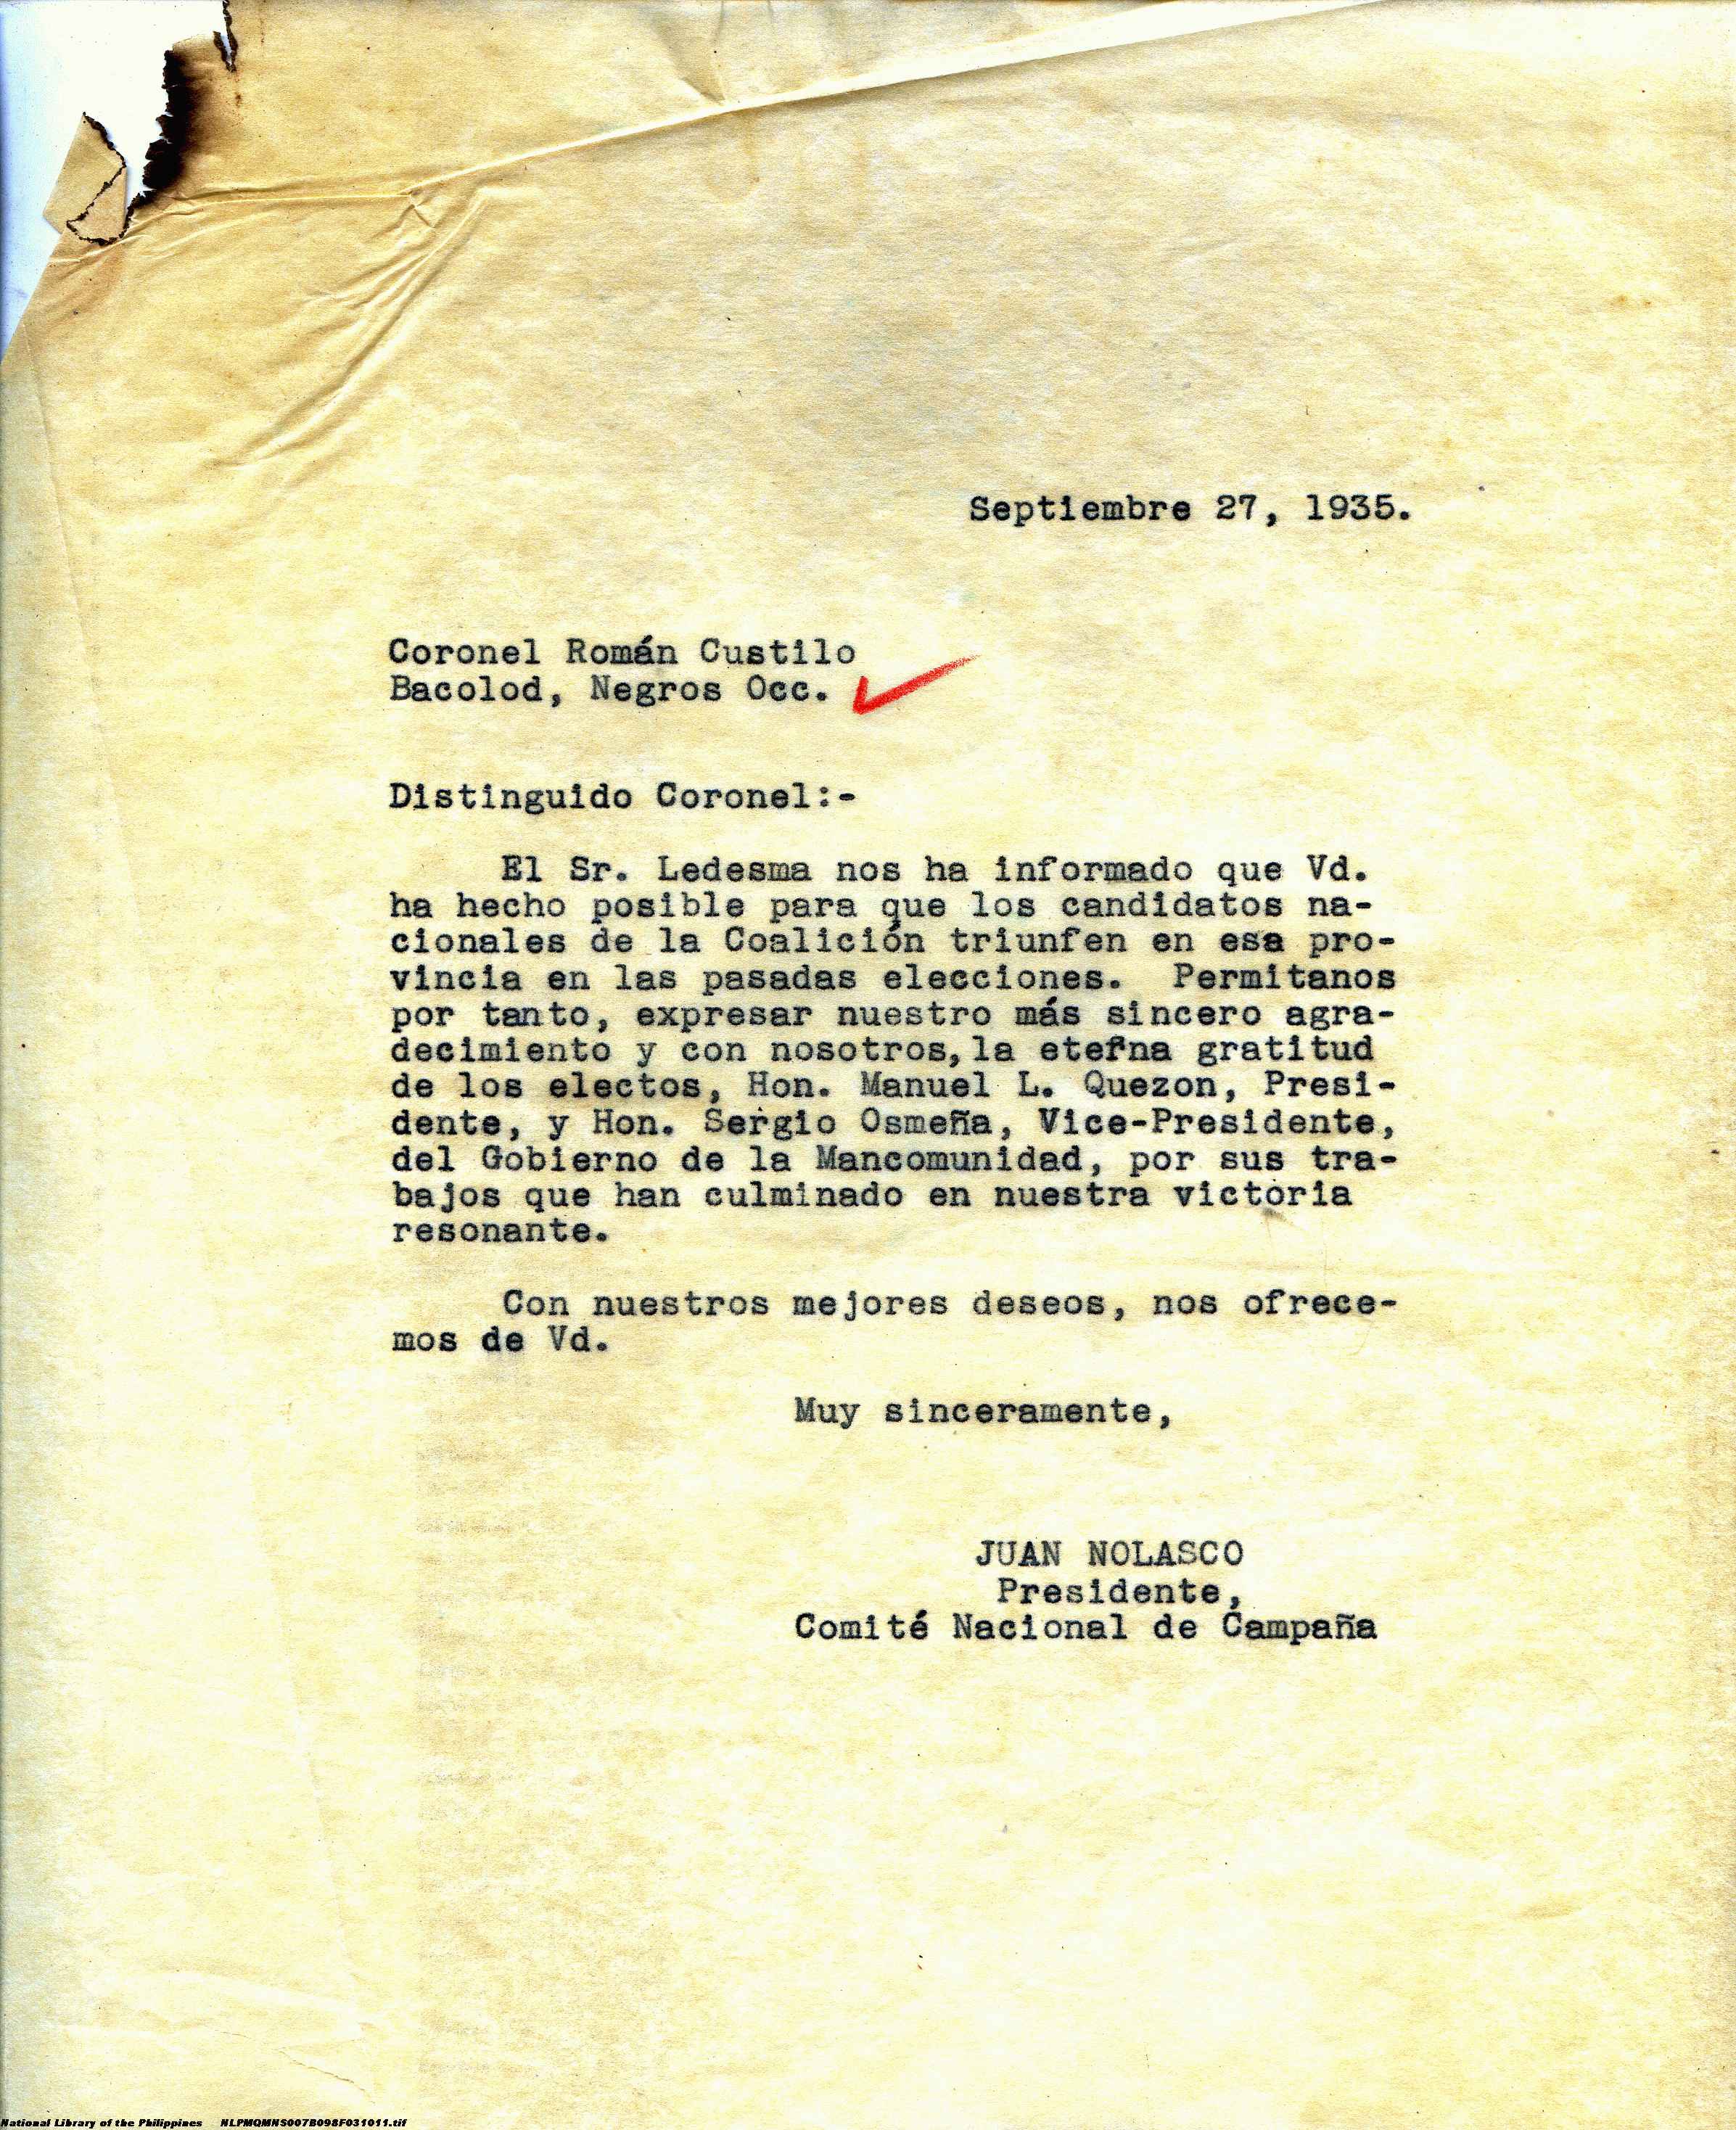 Septiembre 27, 1935.
Coronel Román Custilo
Bacolod, Negros Occ.
Distinguido Coronel:-
El Sr. Ledesma nos ha informado que Vd.
ha hecho posible para que los candidatos na-
cionales de la Coalición triunfen en esa pro-
vincia en las pasadas elecciones. Permitanos
por tanto, expresar nuestro más sincero agra-
decimiento y con nosotros, la eterna gratitud
de los electos, Hon. Manuel L. Quezon, Presi-
dente, y Hon. Sergio Osmeña, Vice-Presidente,
del Gobierno de la Mancomunidad, por sus tra-
bajos que han culminado en nuestra victoria
resonante.
Con nuestros mejores deseos, nos ofrece-
mos de Vd.
Muy sinceramente,
JUAN NOLASCO
Presidente,
Comité Nacional de Campaña
National Library of the Philippines NLPMQMNS007B098F031011.tif